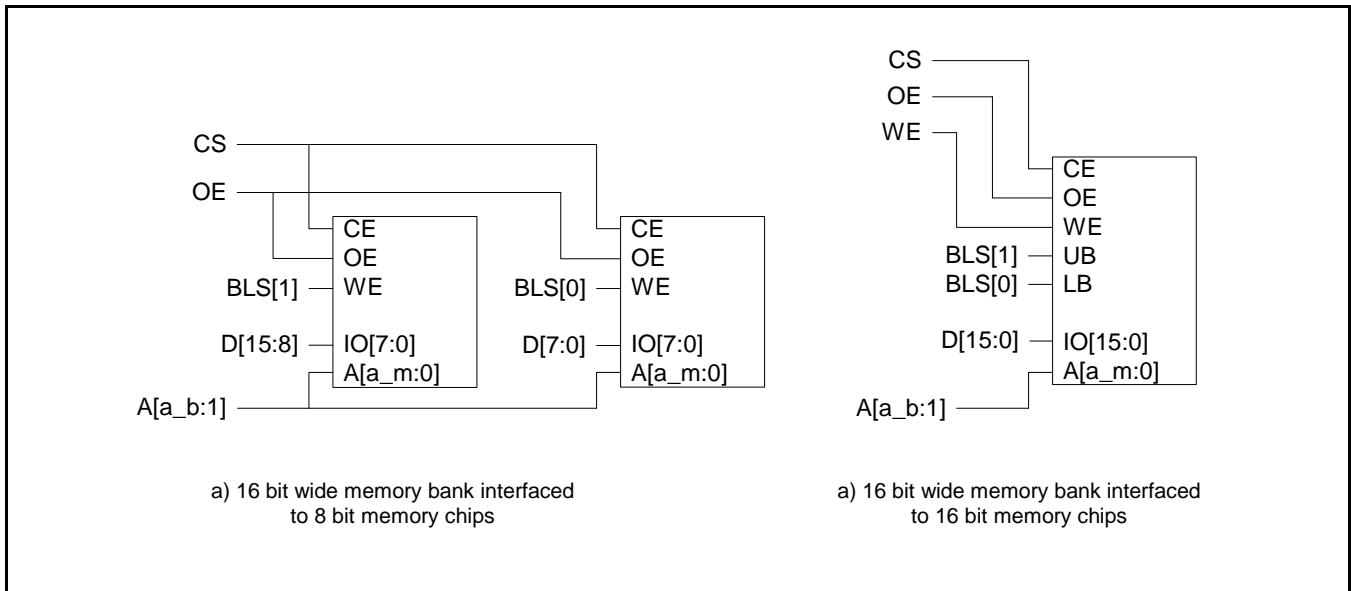 CS
OE
CE
OE
BLS[1]
WE
D[15:8]
IO[7:0]
A[a_m:0]
CE
OE
BLS[0]
WE
D[7:0]
IO[7:0]
A[a_m:0]
A[a_b:1]
a) 16 bit wide memory bank interfaced
to 8 bit memory chips
CS
OE
WE
CE
OE
WE
BLS[1]
UB
BLS[0]
LB
D[15:0]
IO[15:0]
A[a_m:0]
A[a_b:1]
a) 16 bit wide memory bank interfaced
to 16 bit memory chips